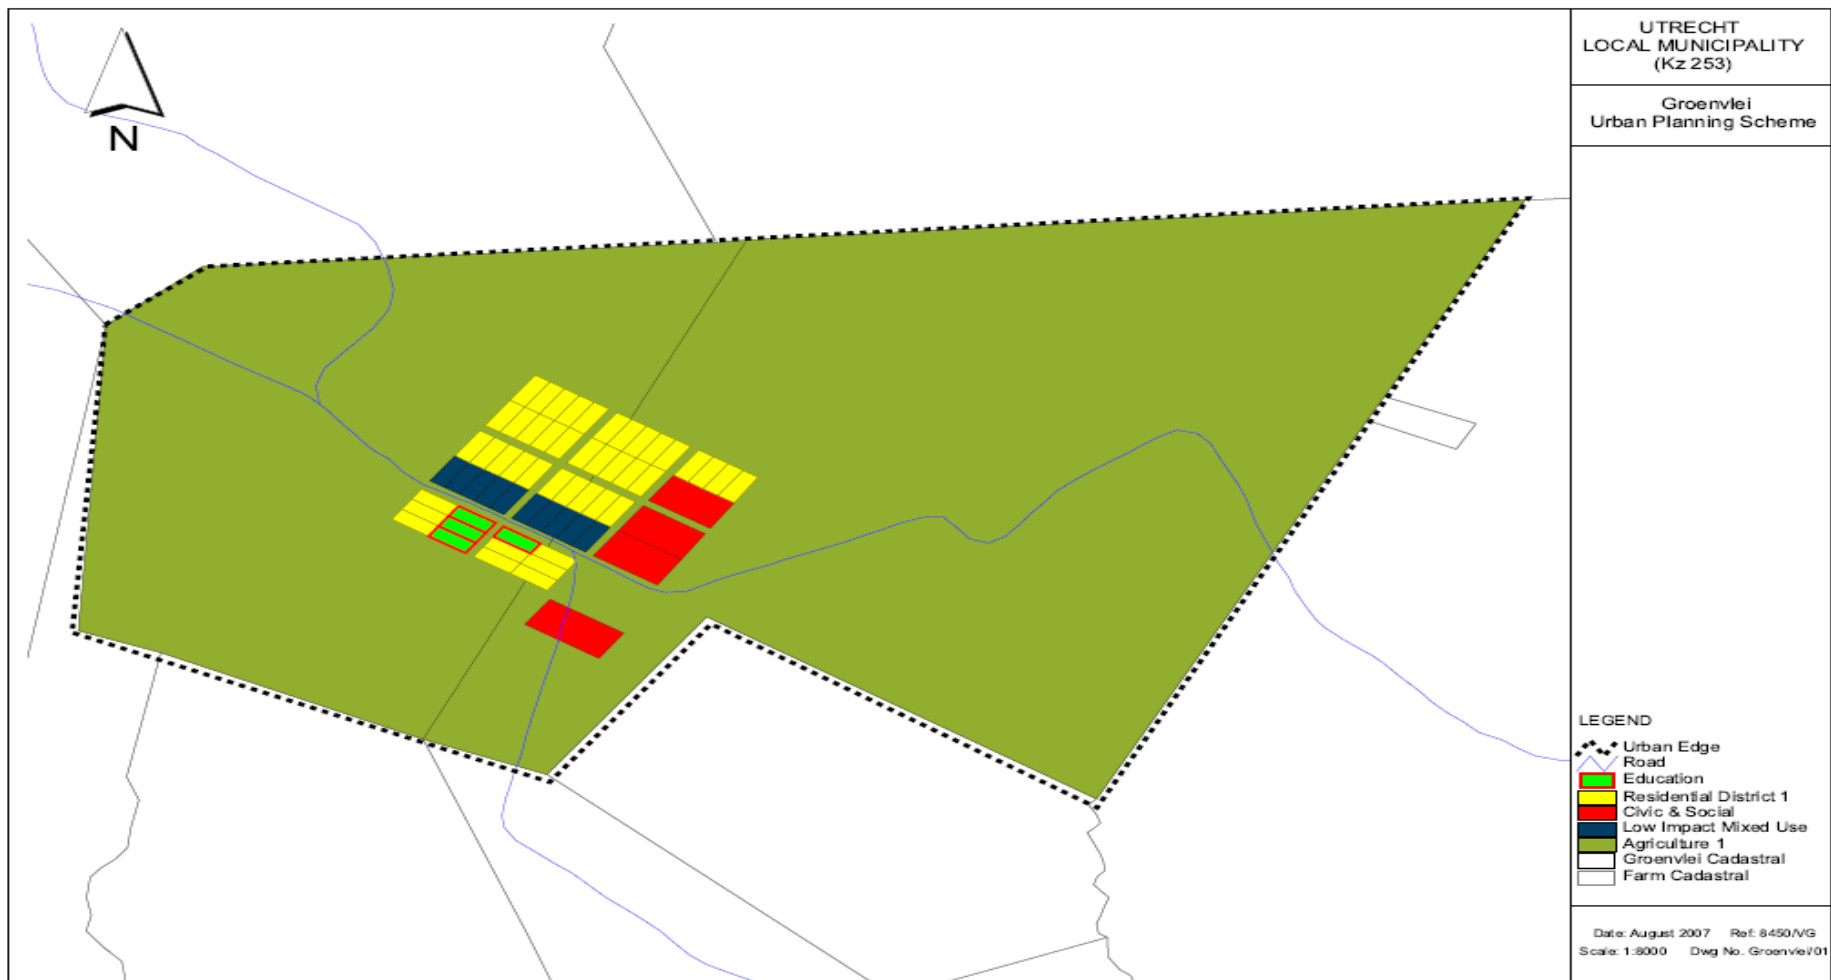 N
UTRECHT
LOCAL MUNICIPALITY
(Kz 253)
Groenvlei
Urban Planning Scheme
LEGEND
Urban Edge
Road
Education
Residential District 1
Civic & Social
Low Impact Mixed Use
Agriculture 1
Groenvlei Cadastral
Farm Cadastral
Date: August 2007 Ref: 8450/VG
Scale: 1:8000 Dwg No. Groenvlei/01